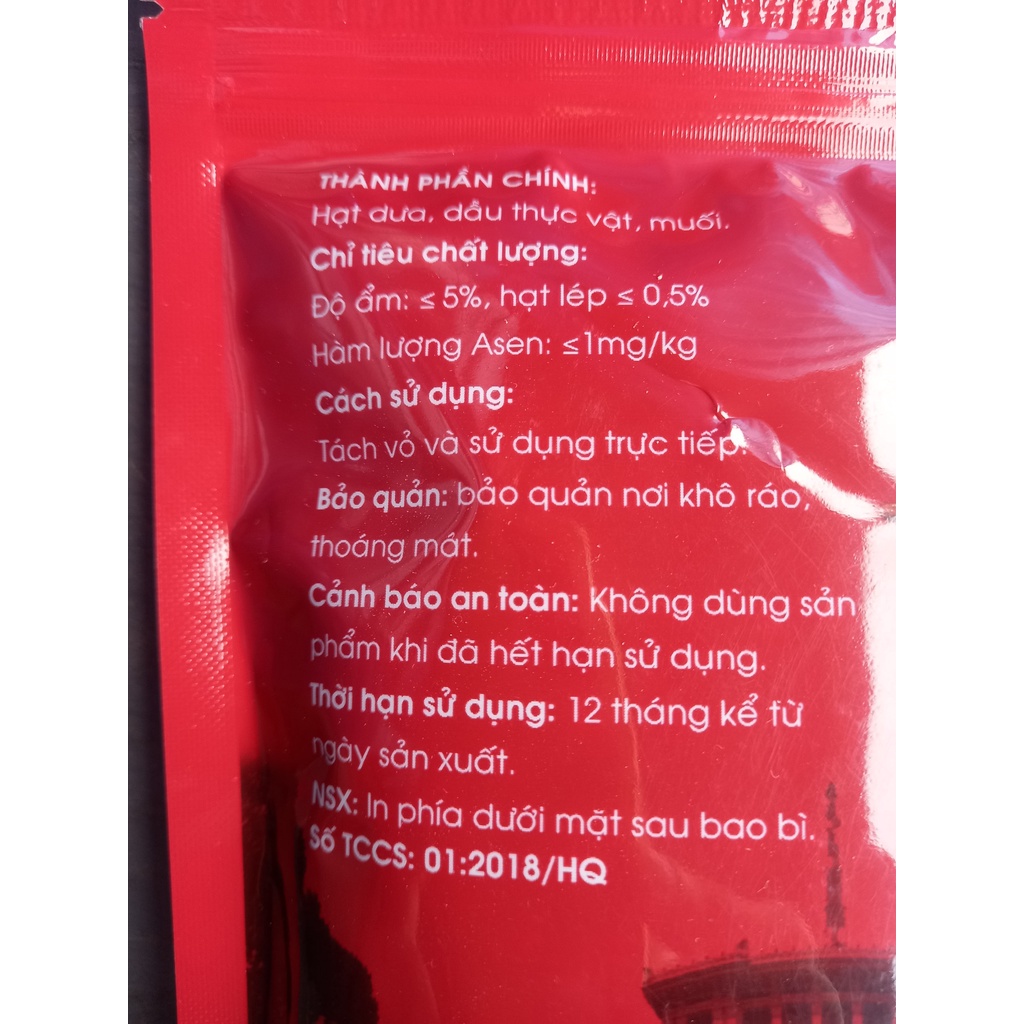 THÀNH PHẦN CHÍNH:
Hạt dưa, dầu thực vật, muối.
Chỉ tiêu chất lượng:
Độ ẩm: ≤ 5%, hạt lép ≤ 0,5%
Hàm lượng Asen: ≤1mg/kg
Cách sử dụng:
Tách vỏ và sử dụng trực tiếp.
Bảo quản: bảo quản nơi khô ráo,
thoáng mát.
Cảnh báo an toàn: Không dùng sản
phẩm khi đã hết hạn sử dụng.
Thời hạn sử dụng: 12 tháng kể từ
ngày sản xuất.
NSX: In phía dưới mặt sau bao bì.
Số TCCS: 01:2018/HQ